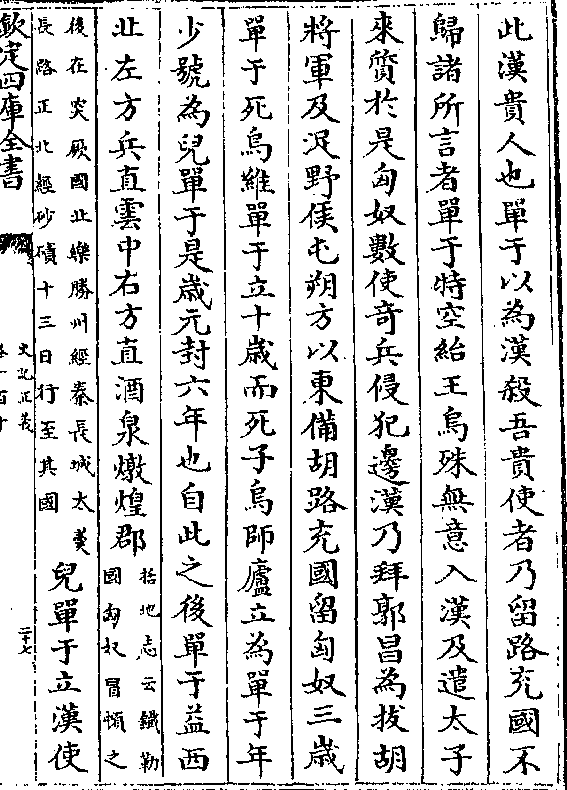 此漢貴人也單于以為漢殺吾貴使者乃留路充國不
歸諸所言者單于特空紿王烏殊無意入漢及遣太子
來質於是匈奴數使奇兵侵犯邊漢乃拜郭昌為拔胡
將軍及浞野侯屯朔方以東備胡路充國留匈奴三歲
單于死烏維單于立十歲而死子烏師廬立為單于年
少號為兒單于是歲元封六年也自此之後單于益西
北左方兵直雲中右方直酒泉燉煌郡
括地志云鐵勒
國匈奴冒頓之
後在突厥國北樂勝州經秦長城太羹
長路正北經砂磧十三日行至其國
兒單于立漢使
欽定四庫全書
史記正義
卷一百十
二十七